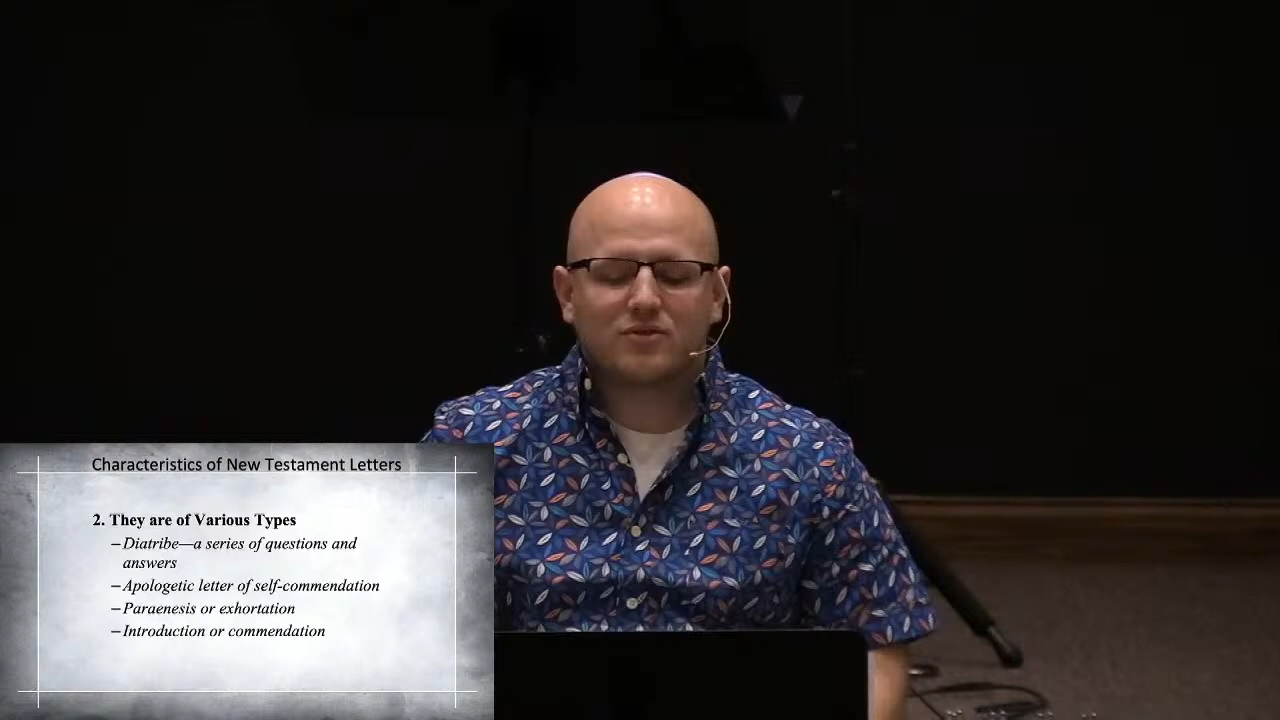 Characteristics of New Testament Letters
2. They are of Various Types
–Diatribe—a series of questions and
answers
–Apologetic letter of self-commendation
–Paraenesis or exhortation
–Introduction or commendation